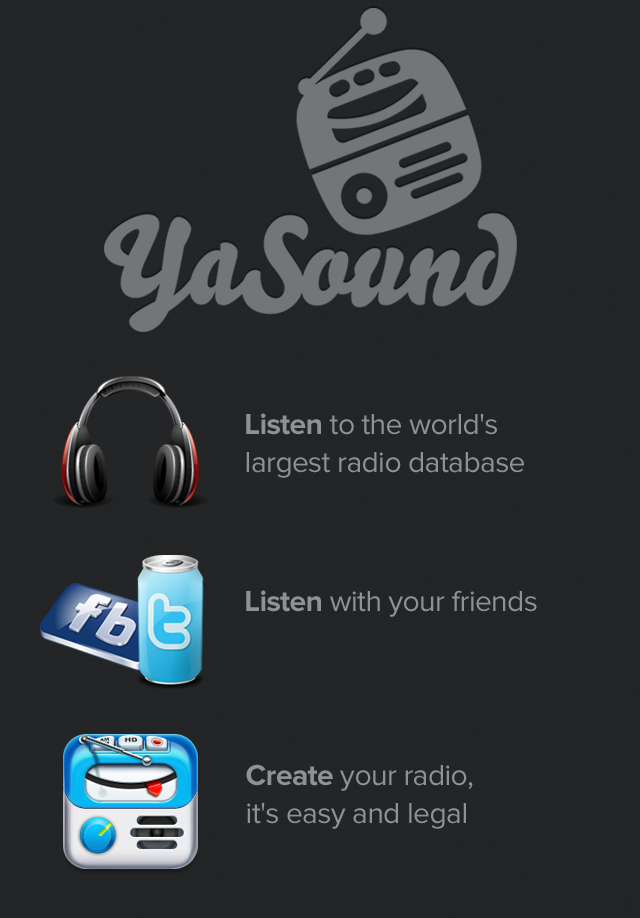 YaSound
Listen to the world's
largest radio database
fb
t
Listen with your friends
AM
HD
Create your radio,
it's easy and legal